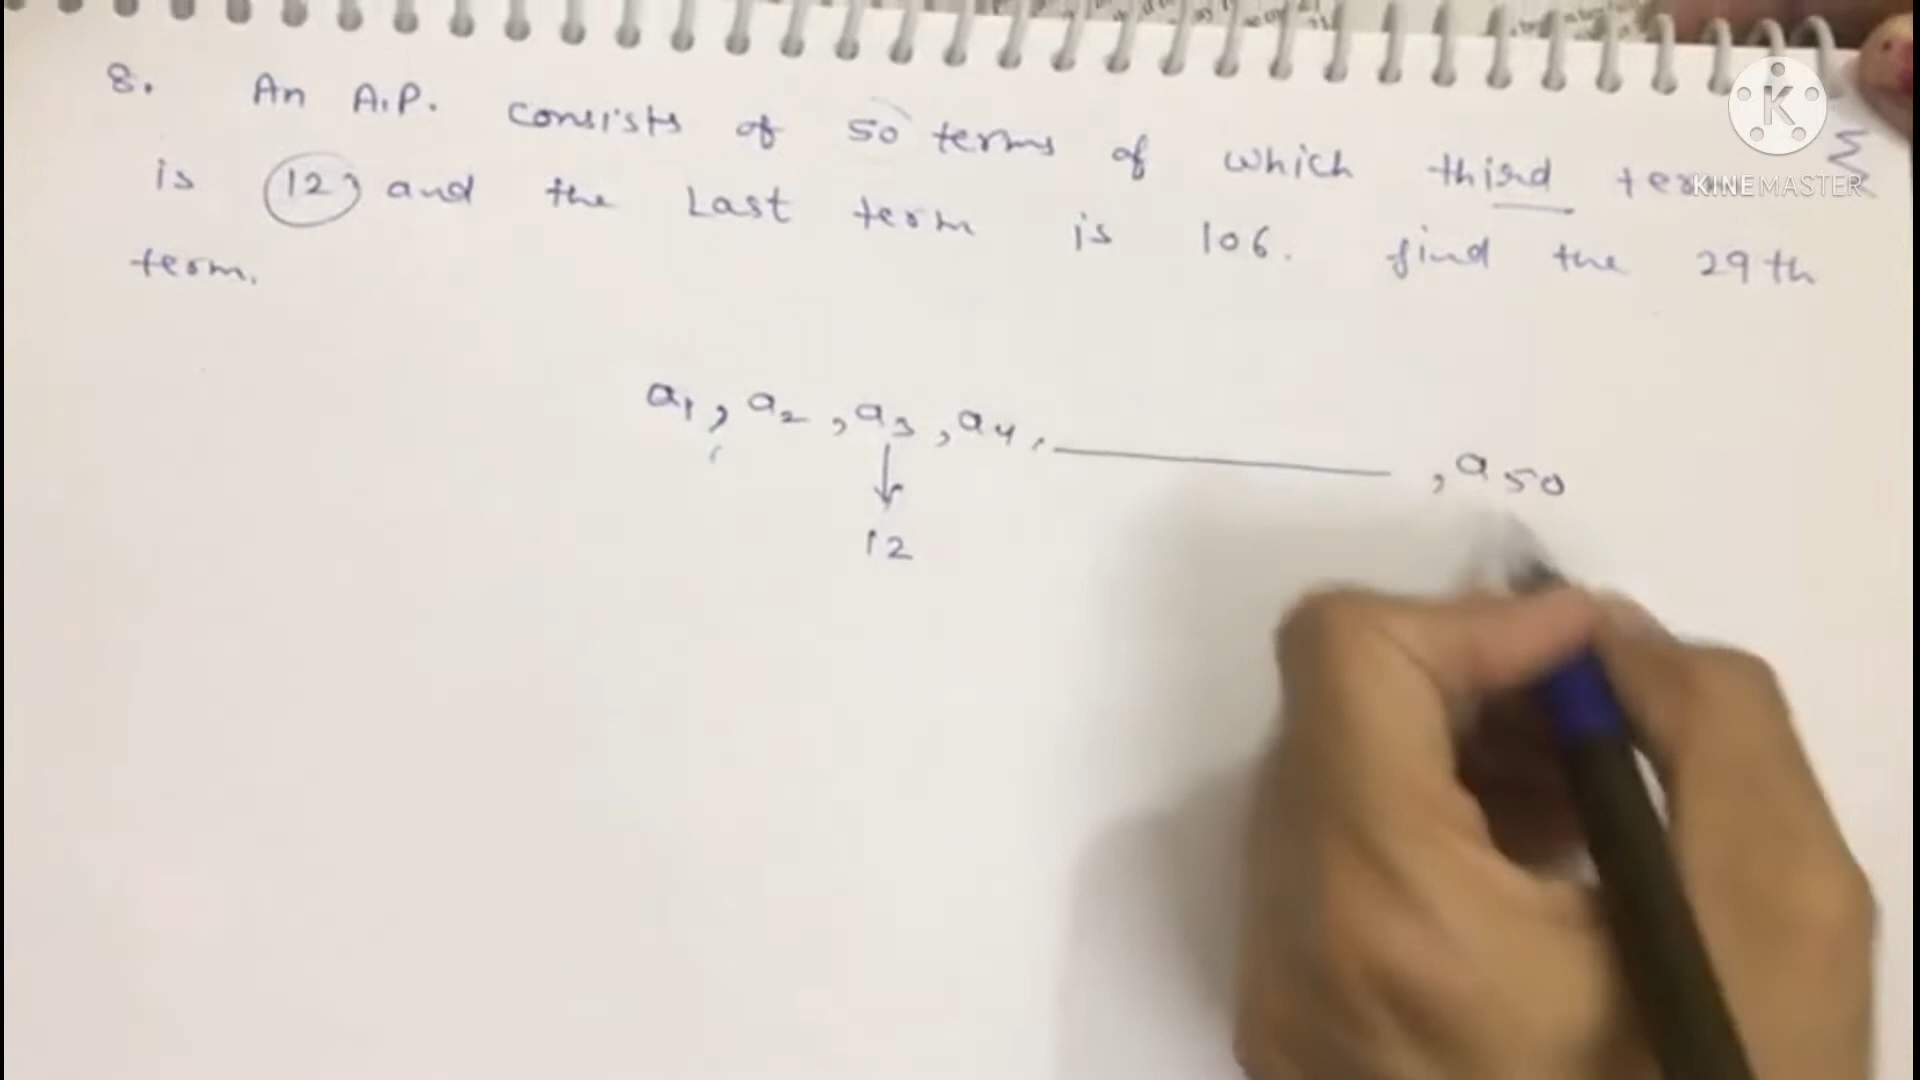 8. An A.P. consists of 50 terms of which third term
is 12 and the Last term is 106. find the 29th
term.
a1, a2, a3, a4, , a50
12
K
KINEMASTER